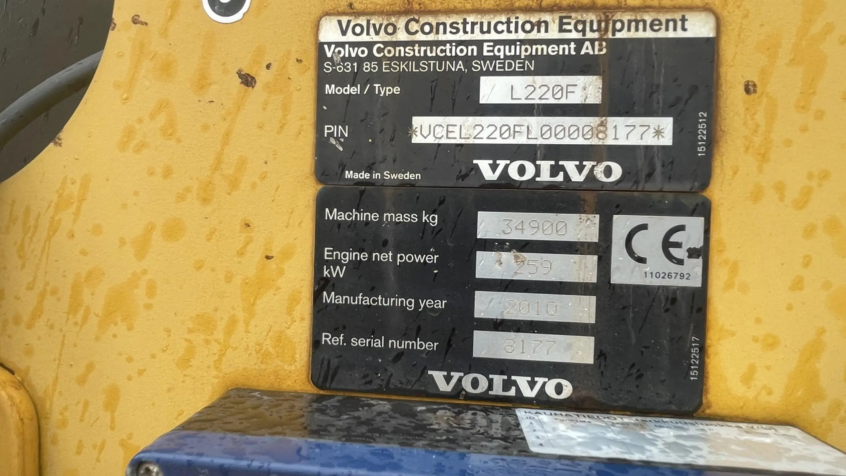 Volvo Construction Equipment
Volvo Construction Equipment AB
S-631 85 ESKILSTUNA, SWEDEN
Model / Type L220F
PIN *VCEL220FL00008177*
15122512
Made in Sweden VOLVO
Machine mass kg 34900
CE
Engine net power
kW 259
11026792
Manufacturing year 2010
Ref. serial number 8177
15122517
VOLVO